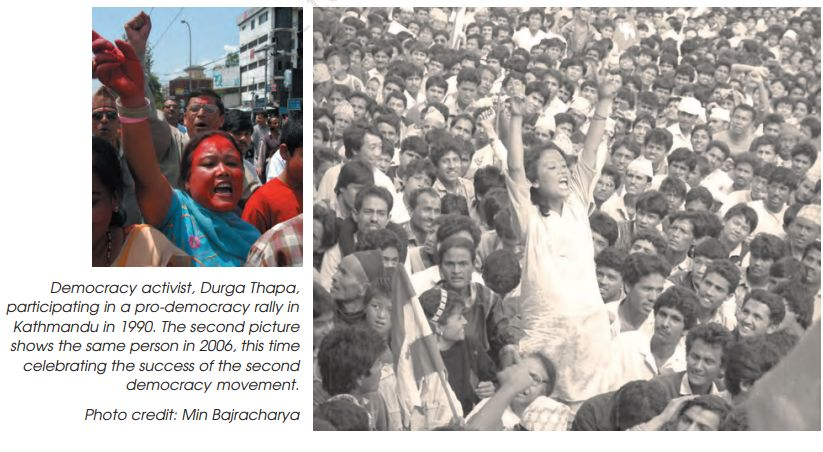 Democracy activist, Durga Thapa,
participating in a pro-democracy rally in
Kathmandu in 1990. The second picture
shows the same person in 2006, this time
celebrating the success of the second
democracy movement.
Photo credit: Min Bajracharya